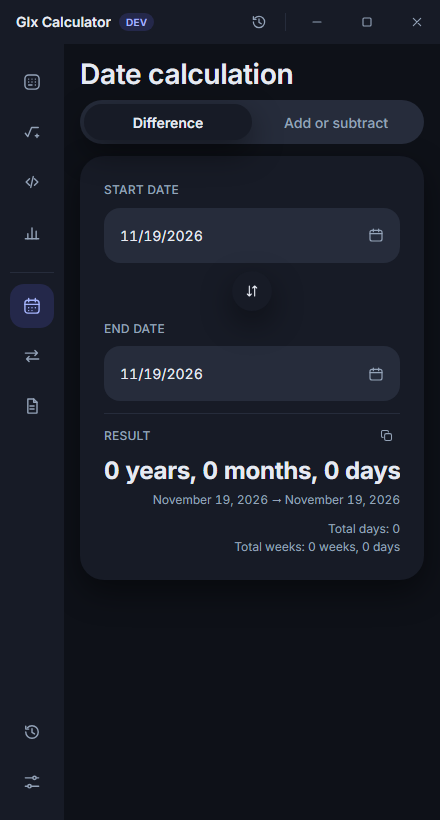 Glx Calculator DEV
Date calculation
Difference Add or subtract
START DATE
11/19/2026
END DATE
11/19/2026
RESULT
0 years, 0 months, 0 days
November 19, 2026 → November 19, 2026
Total days: 0
Total weeks: 0 weeks, 0 days